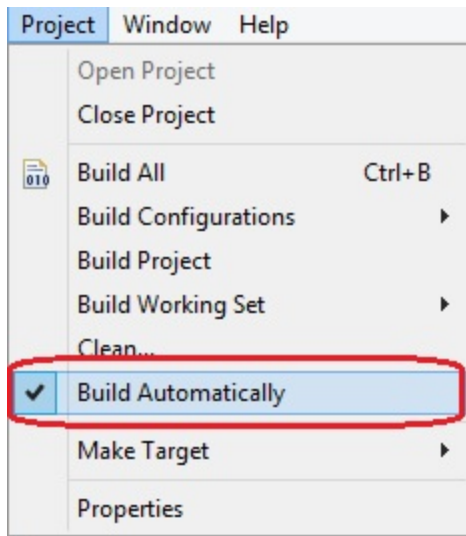 Project Window Help
Open Project
Close Project
Build All Ctrl+B
Build Configurations
Build Project
Build Working Set
Clean...
Build Automatically
Make Target
Properties